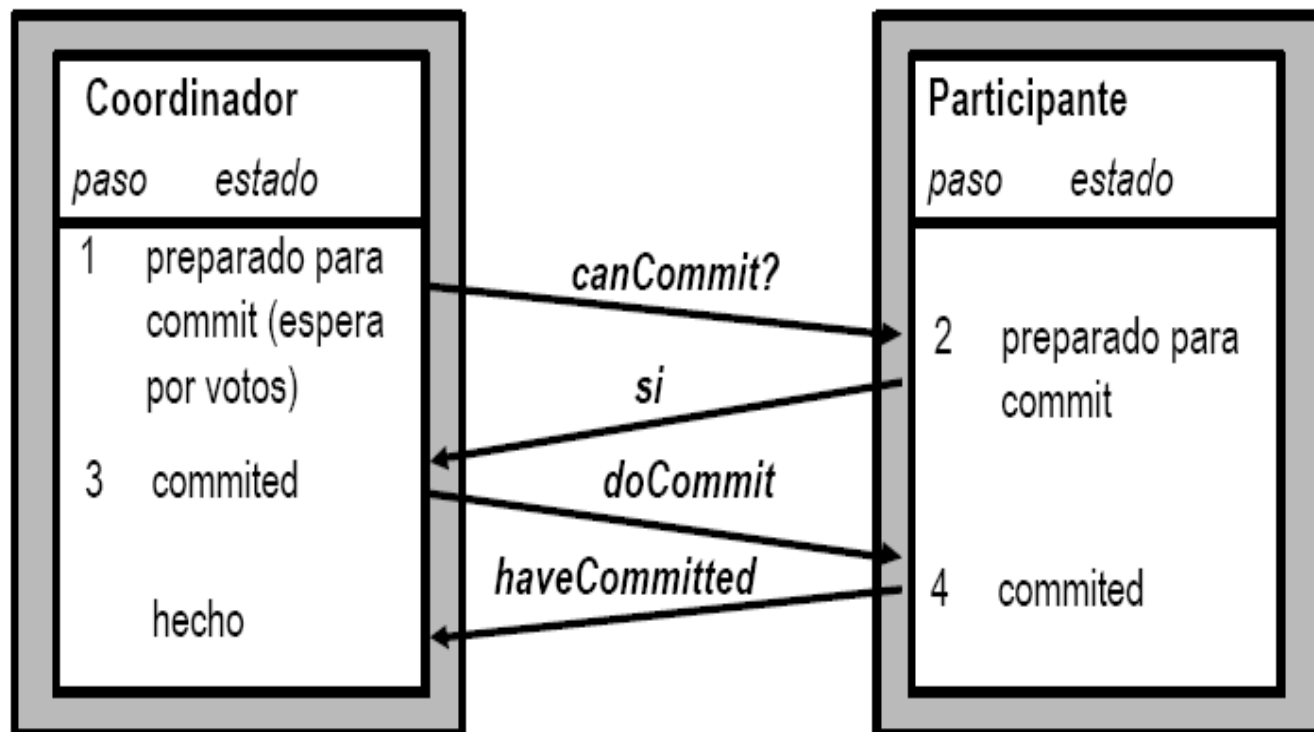 Coordinador
paso estado
1 preparado para
commit (espera
por votos)
3 commited
hecho
canCommit?
si
doCommit
haveCommitted
Participante
paso estado
2 preparado para
commit
4 commited